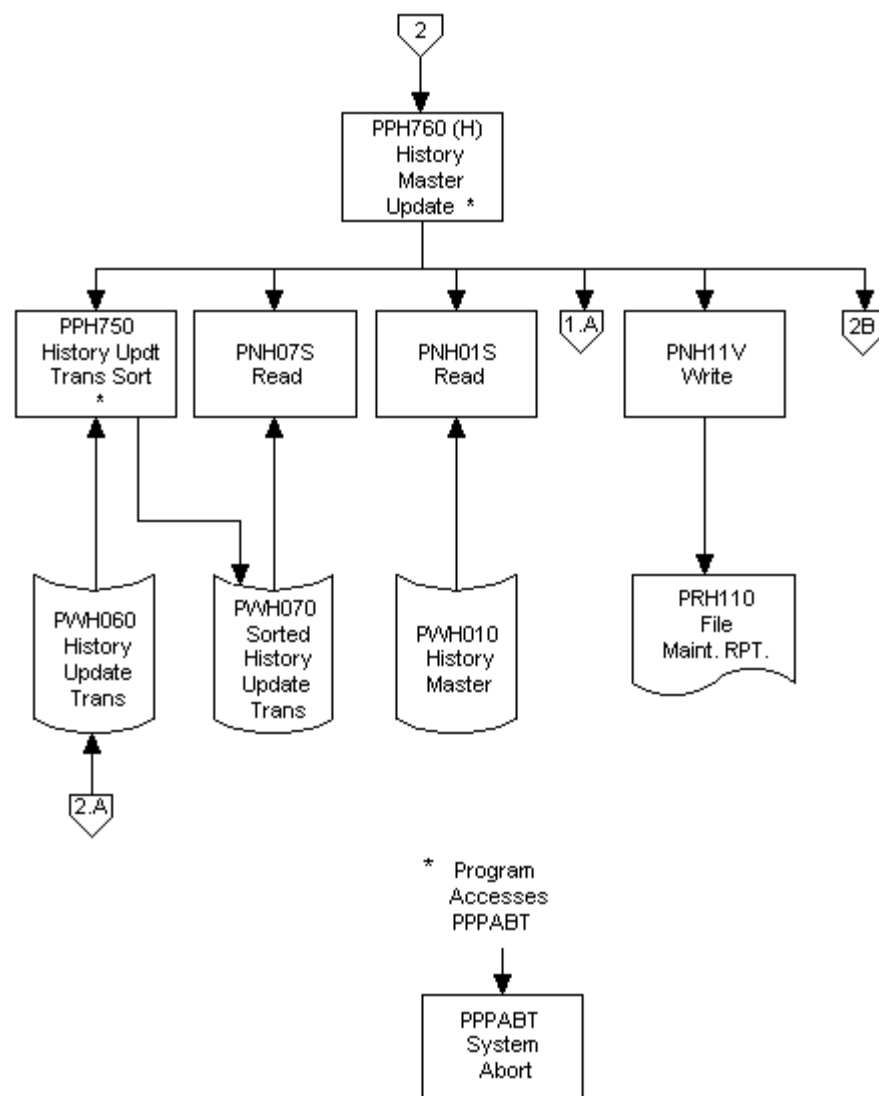 2
PPH760 (H)
History
Master
Update *
PPH750
History Updt
Trans Sort
*
PNH07S
Read
PNH01S
Read
1.A
PNH11V
Write
2B
PWH060
History
Update
Trans
PWH070
Sorted
History
Update
Trans
PWH010
History
Master
PRH110
File
Maint. RPT.
2.A
* Program
Accesses
PPPABT
PPPABT
System
Abort